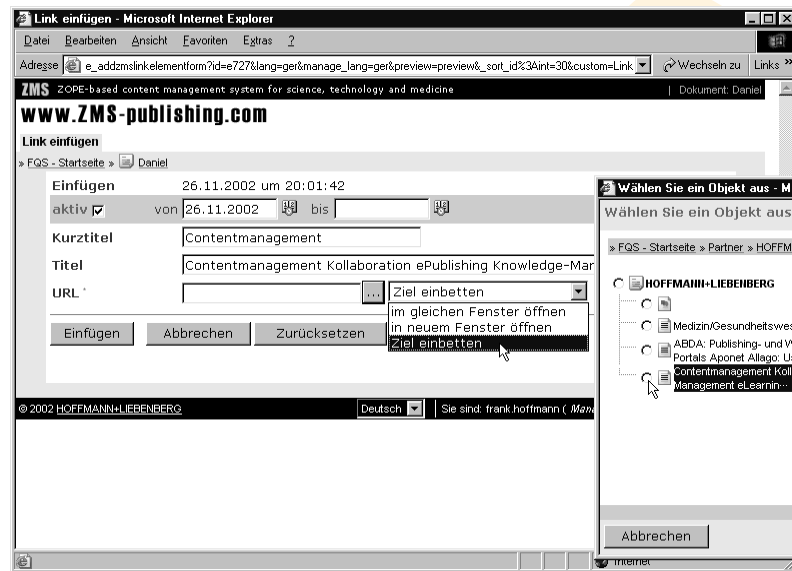 Link einfügen - Microsoft Internet Explorer
Datei Bearbeiten Ansicht Favoriten Extras ?
Adresse e_addzmslinkelementform?id=e727&lang=ger&manage_lang=ger&preview=preview&_sort_id%3Aint=30&custom=Link Wechseln zu Links »
ZMS ZOPE-based content management system for science, technology and medicine | Dokument: Daniel
www.ZMS-publishing.com
Link einfügen
» FQS - Startseite » Daniel
Einfügen 26.11.2002 um 20:01:42
aktiv von 26.11.2002 bis
Kurztitel Contentmanagement
Titel Contentmanagement Kollaboration ePublishing Knowledge-Mar
URL * ... Ziel einbetten
im gleichen Fenster öffnen
in neuem Fenster öffnen
Ziel einbetten
Einfügen Abbrechen Zurücksetzen
© 2002 HOFFMANN+LIEBENBERG Deutsch Sie sind: frank.hoffmann ( Mana
Wählen Sie ein Objekt aus - M
Wählen Sie ein Objekt aus
» FQS - Startseite » Partner » HOFFM
HOFFMANN+LIEBENBERG
Medizin/Gesundheitswes
ABDA: Publishing- und W
Portals Aponet Allago: Us
Contentmanagement Koll
Management eLearnin...
Abbrechen
Internet